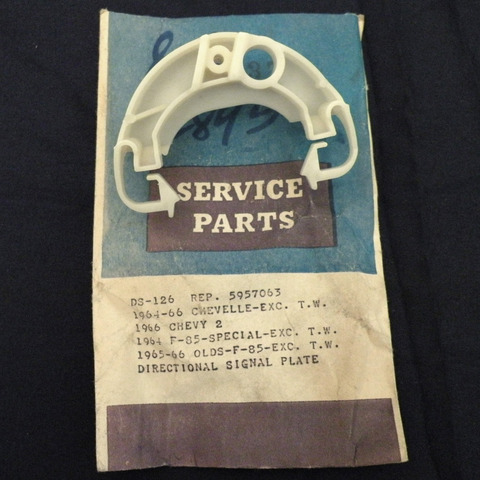 895
SERVICE
PARTS
DS-126 REP. 5957063
1964-66 CHEVELLE-EXC. T.W.
1966 CHEVY 2
1964 F-85-SPECIAL-EXC. T.W.
1965-66 OLDS-F-85-EXC. T.W.
DIRECTIONAL SIGNAL PLATE